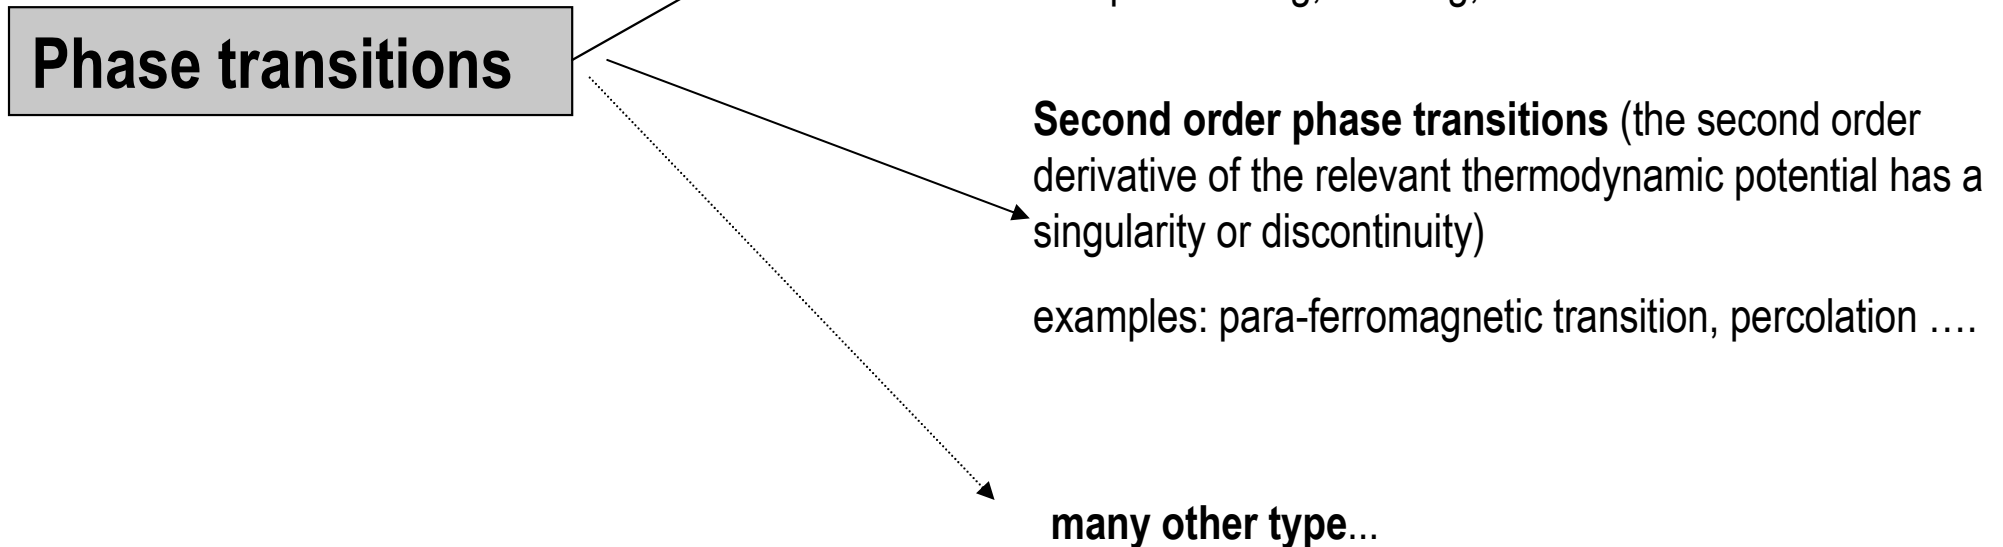 Phase transitions
Second order phase transitions (the second order
derivative of the relevant thermodynamic potential has a
singularity or discontinuity)
examples: para-ferromagnetic transition, percolation ….
many other type...